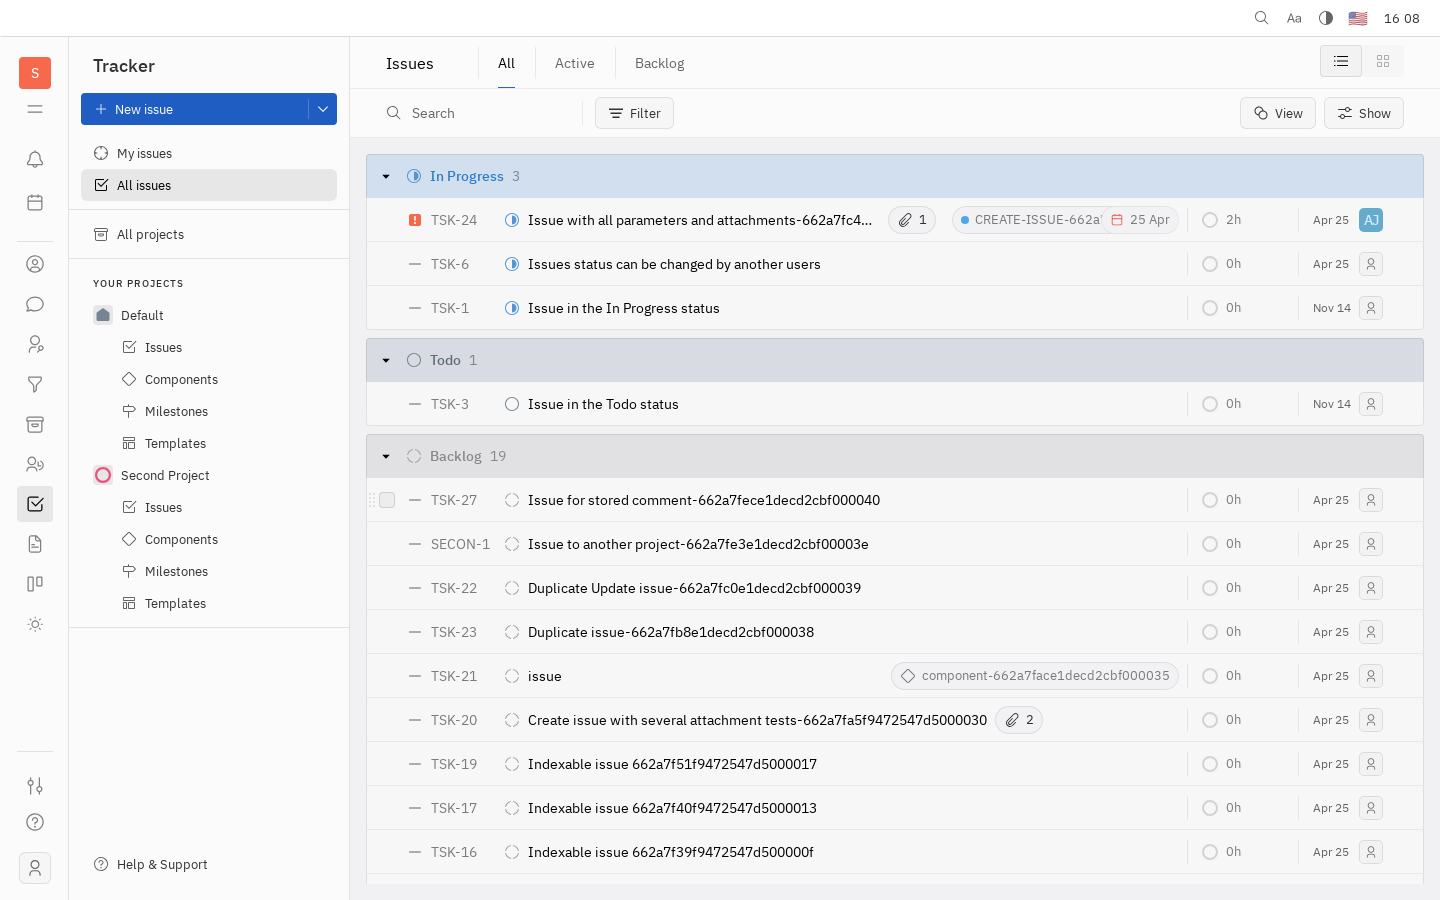 Aa 16 08
S
Tracker
New issue
My issues
All issues
All projects
YOUR PROJECTS
Default
Issues
Components
Milestones
Templates
Second Project
Issues
Components
Milestones
Templates
Help & Support
Issues All Active Backlog
Search Filter View Show
In Progress 3
TSK-24 Issue with all parameters and attachments-662a7fc4... 1 CREATE-ISSUE-662a 25 Apr 2h Apr 25 AJ
TSK-6 Issues status can be changed by another users 0h Apr 25
TSK-1 Issue in the In Progress status 0h Nov 14
Todo 1
TSK-3 Issue in the Todo status 0h Nov 14
Backlog 19
TSK-27 Issue for stored comment-662a7fece1decd2cbf000040 0h Apr 25
SECON-1 Issue to another project-662a7fe3e1decd2cbf00003e 0h Apr 25
TSK-22 Duplicate Update issue-662a7fc0e1decd2cbf000039 0h Apr 25
TSK-23 Duplicate issue-662a7fb8e1decd2cbf000038 0h Apr 25
TSK-21 issue component-662a7face1decd2cbf000035 0h Apr 25
TSK-20 Create issue with several attachment tests-662a7fa5f9472547d5000030 2 0h Apr 25
TSK-19 Indexable issue 662a7f51f9472547d5000017 0h Apr 25
TSK-17 Indexable issue 662a7f40f9472547d5000013 0h Apr 25
TSK-16 Indexable issue 662a7f39f9472547d500000f 0h Apr 25